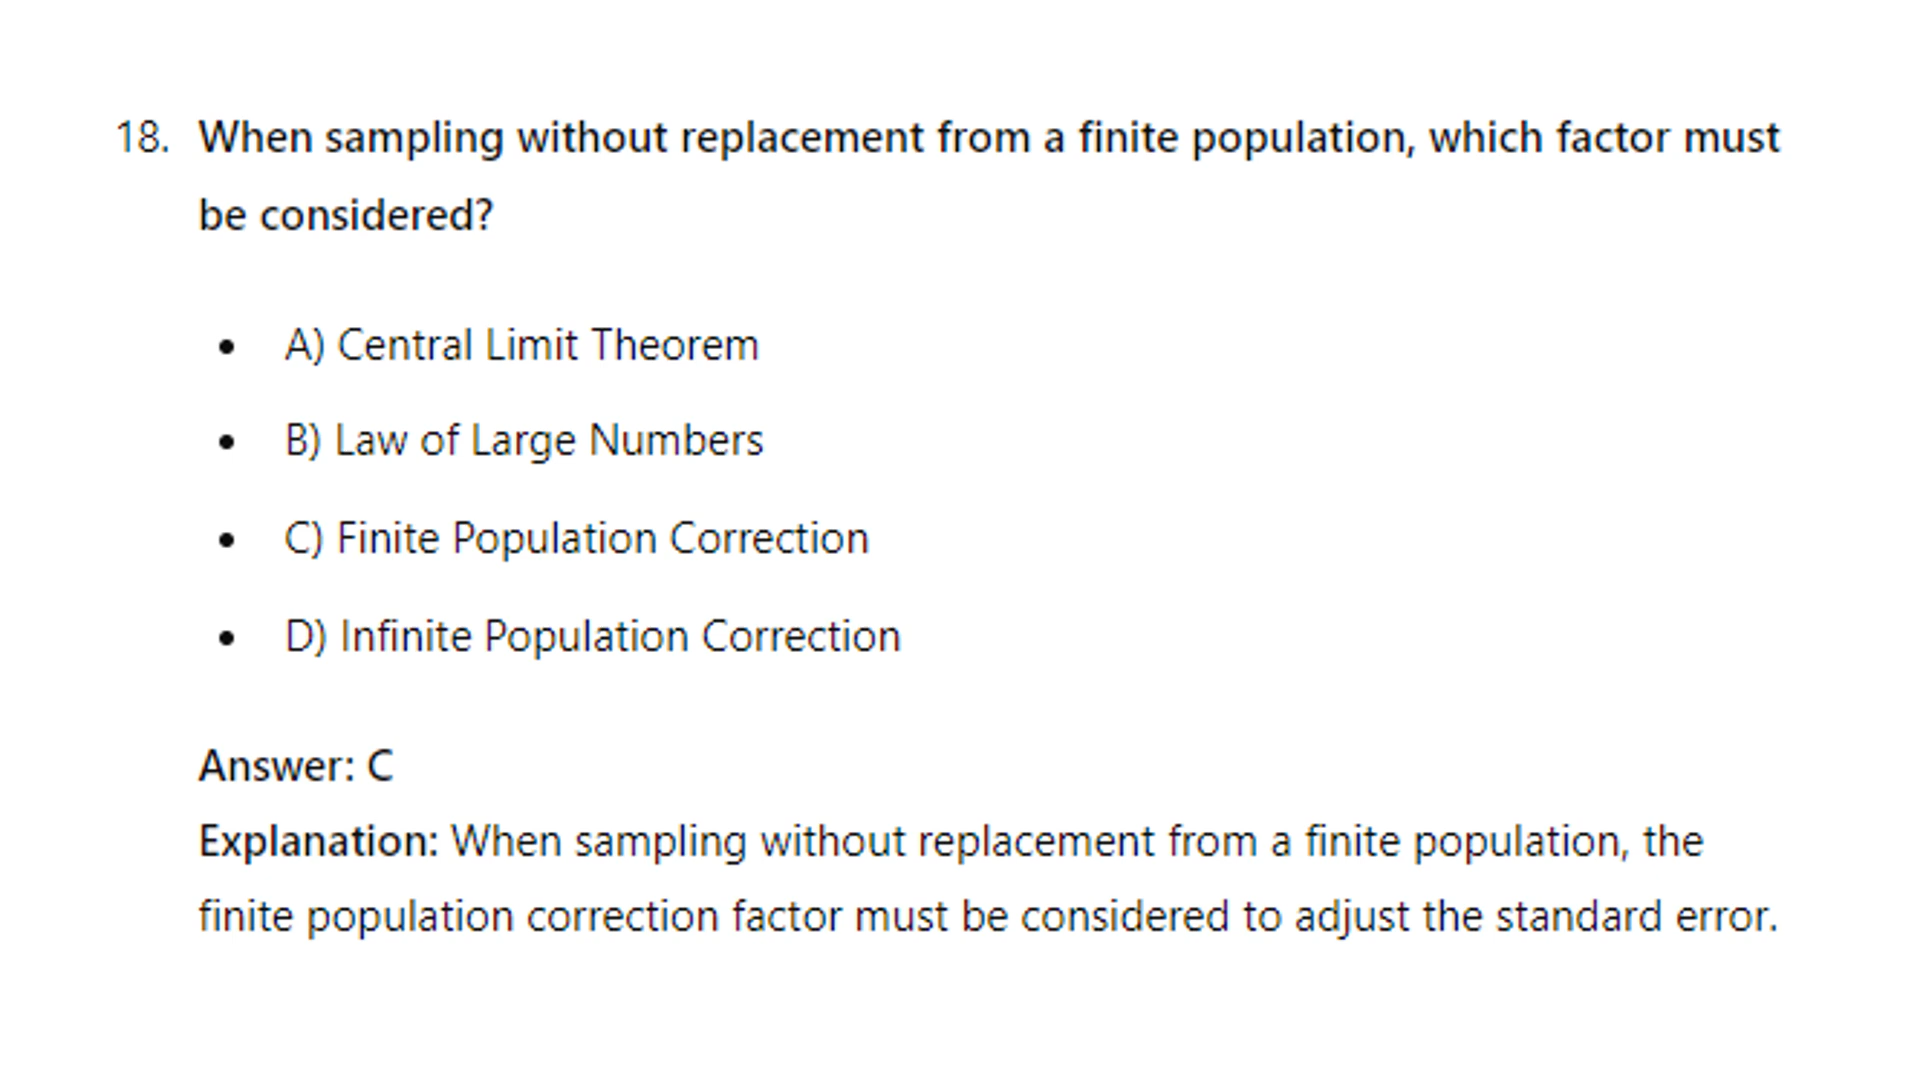 18. When sampling without replacement from a finite population, which factor must
be considered?
• A) Central Limit Theorem
• B) Law of Large Numbers
• C) Finite Population Correction
• D) Infinite Population Correction
Answer: C
Explanation: When sampling without replacement from a finite population, the
finite population correction factor must be considered to adjust the standard error.